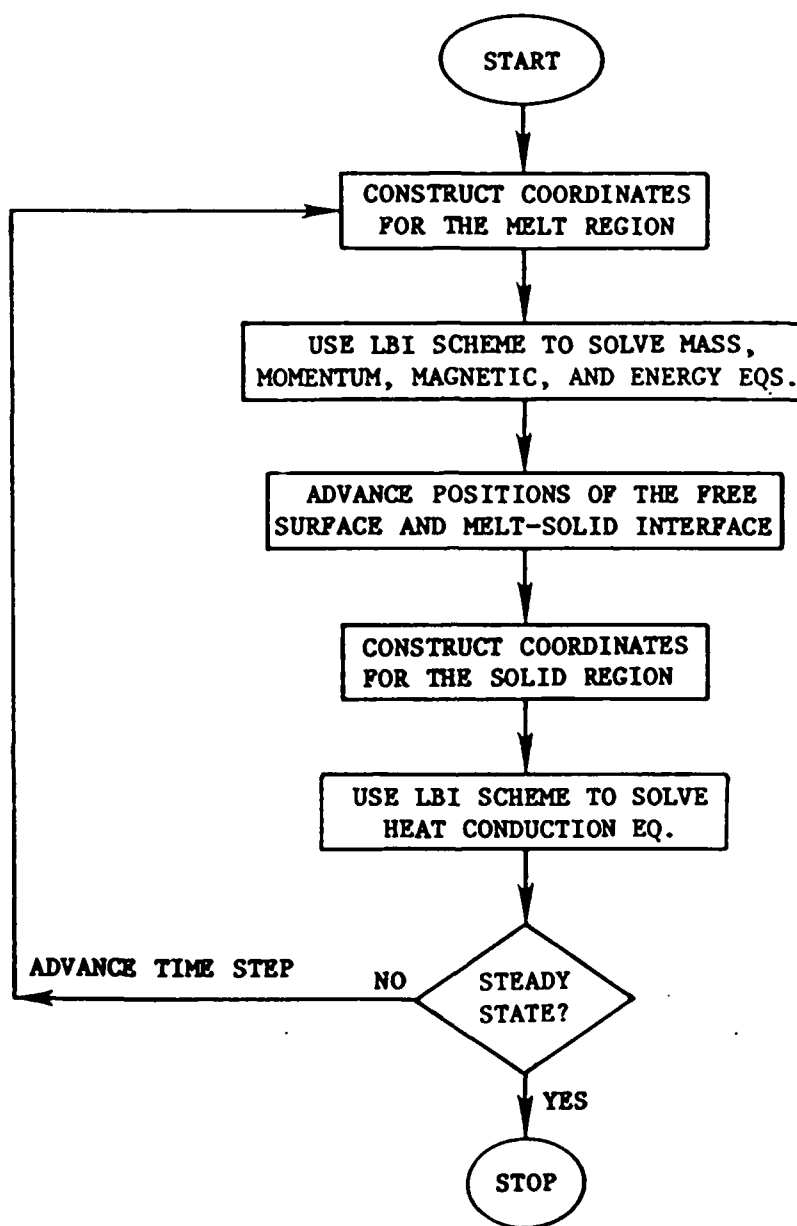 START
CONSTRUCT COORDINATES
FOR THE MELT REGION
USE LBI SCHEME TO SOLVE MASS,
MOMENTUM, MAGNETIC, AND ENERGY EQS.
ADVANCE POSITIONS OF THE FREE
SURFACE AND MELT-SOLID INTERFACE
CONSTRUCT COORDINATES
FOR THE SOLID REGION
USE LBI SCHEME TO SOLVE
HEAT CONDUCTION EQ.
ADVANCE TIME STEP
NO
STEADY
STATE?
YES
STOP